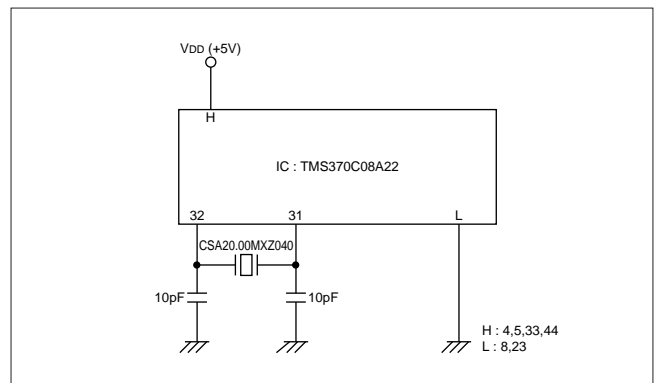 VDD (+5V)
H
IC : TMS370C08A22
32 31 L
CSA20.00MXZ040
10pF 10pF
H : 4,5,33,44
L : 8,23